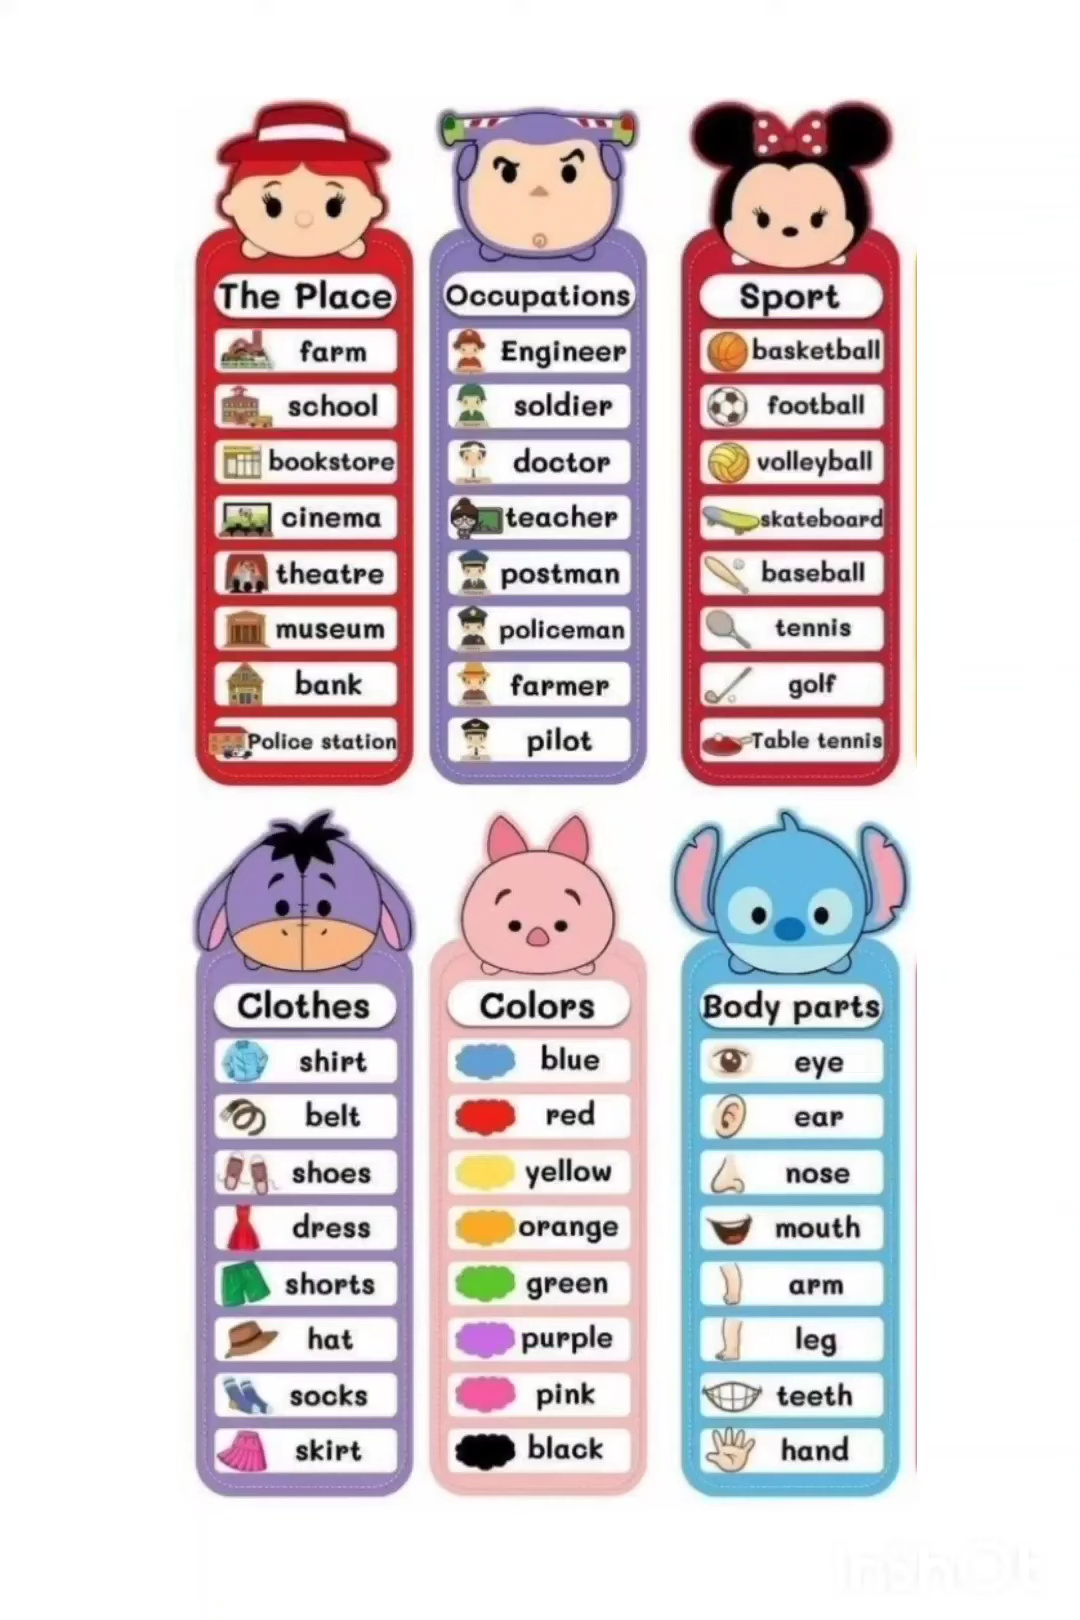 The Place
farm
school
bookstore
cinema
theatre
museum
bank
Police station
Occupations
Engineer
soldier
doctor
teacher
postman
policeman
farmer
pilot
Sport
basketball
football
volleyball
skateboard
baseball
tennis
golf
Table tennis
Clothes
shirt
belt
shoes
dress
shorts
hat
socks
skirt
Colors
blue
red
yellow
orange
green
purple
pink
black
Body parts
eye
ear
nose
mouth
arm
leg
teeth
hand
InShOt